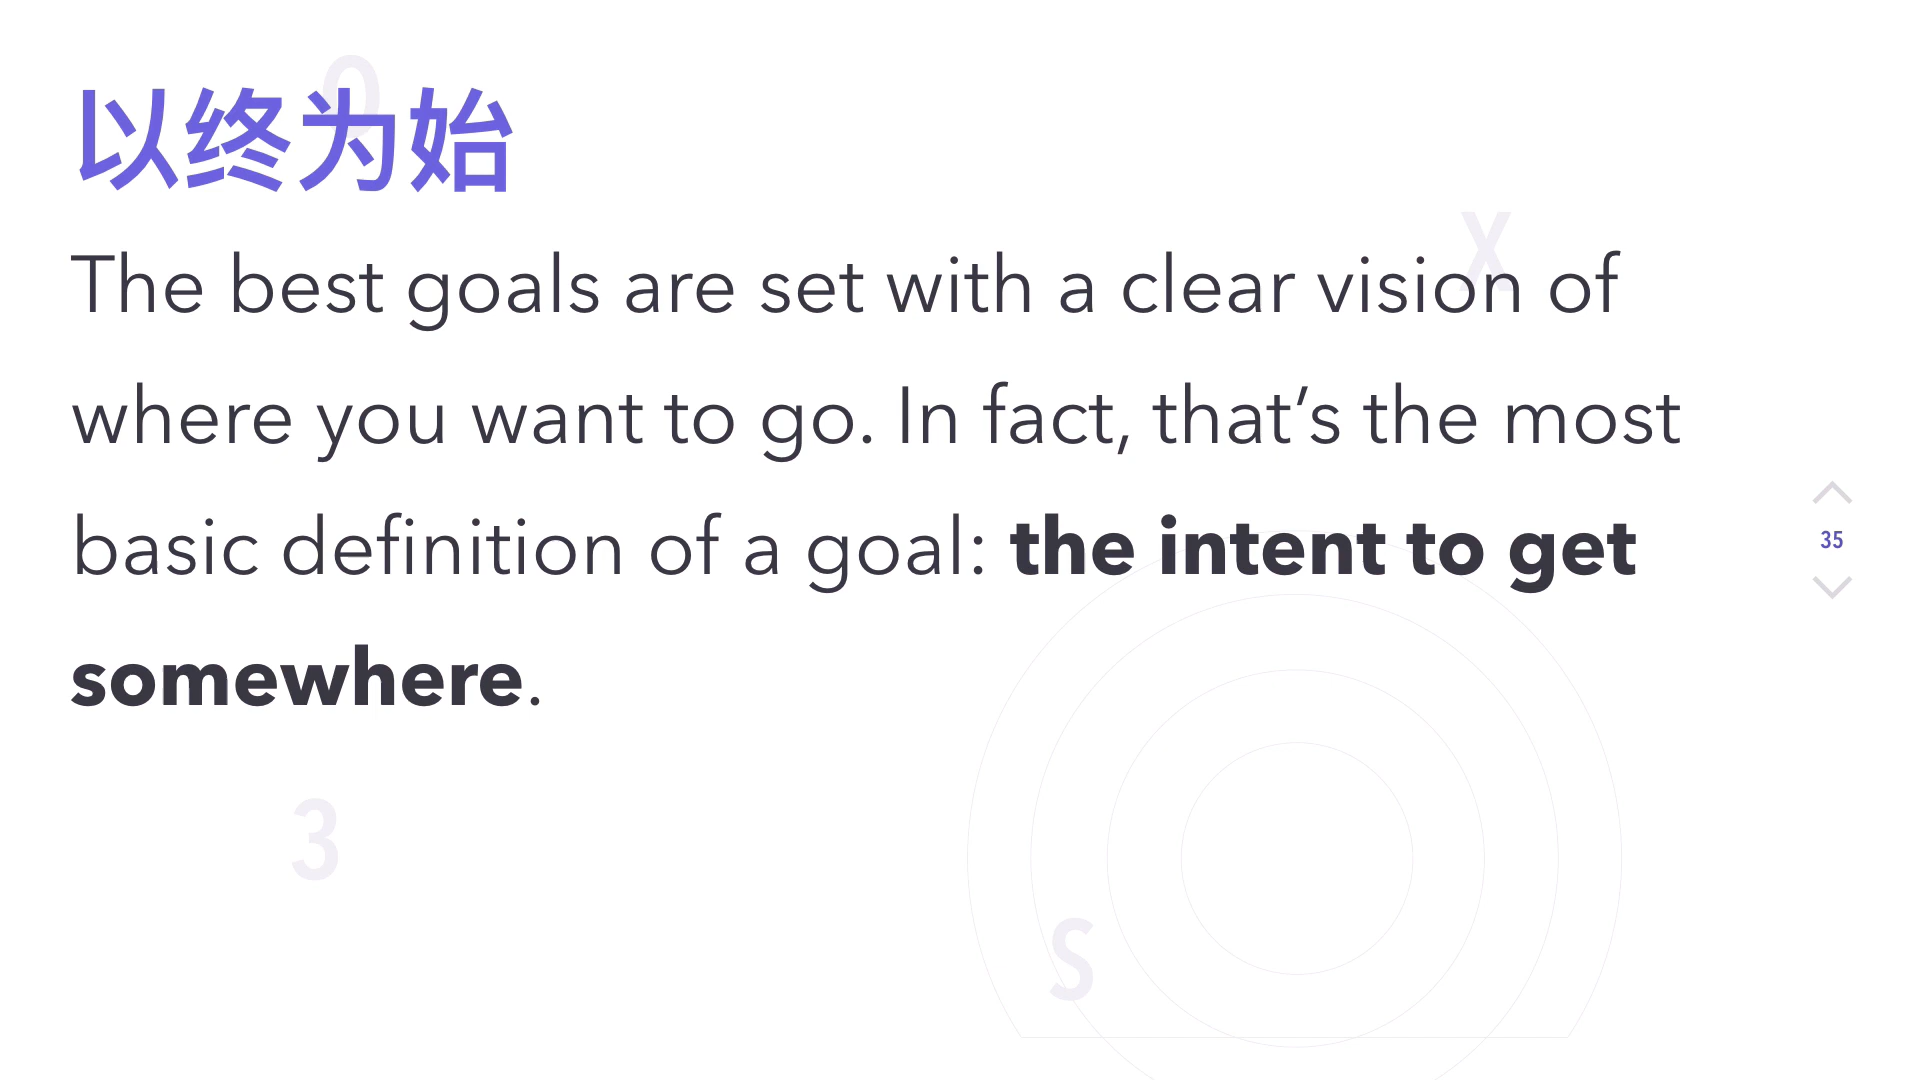 O
以终为始
X
The best goals are set with a clear vision of
where you want to go. In fact, that’s the most
basic definition of a goal: the intent to get
35
somewhere.
3
S